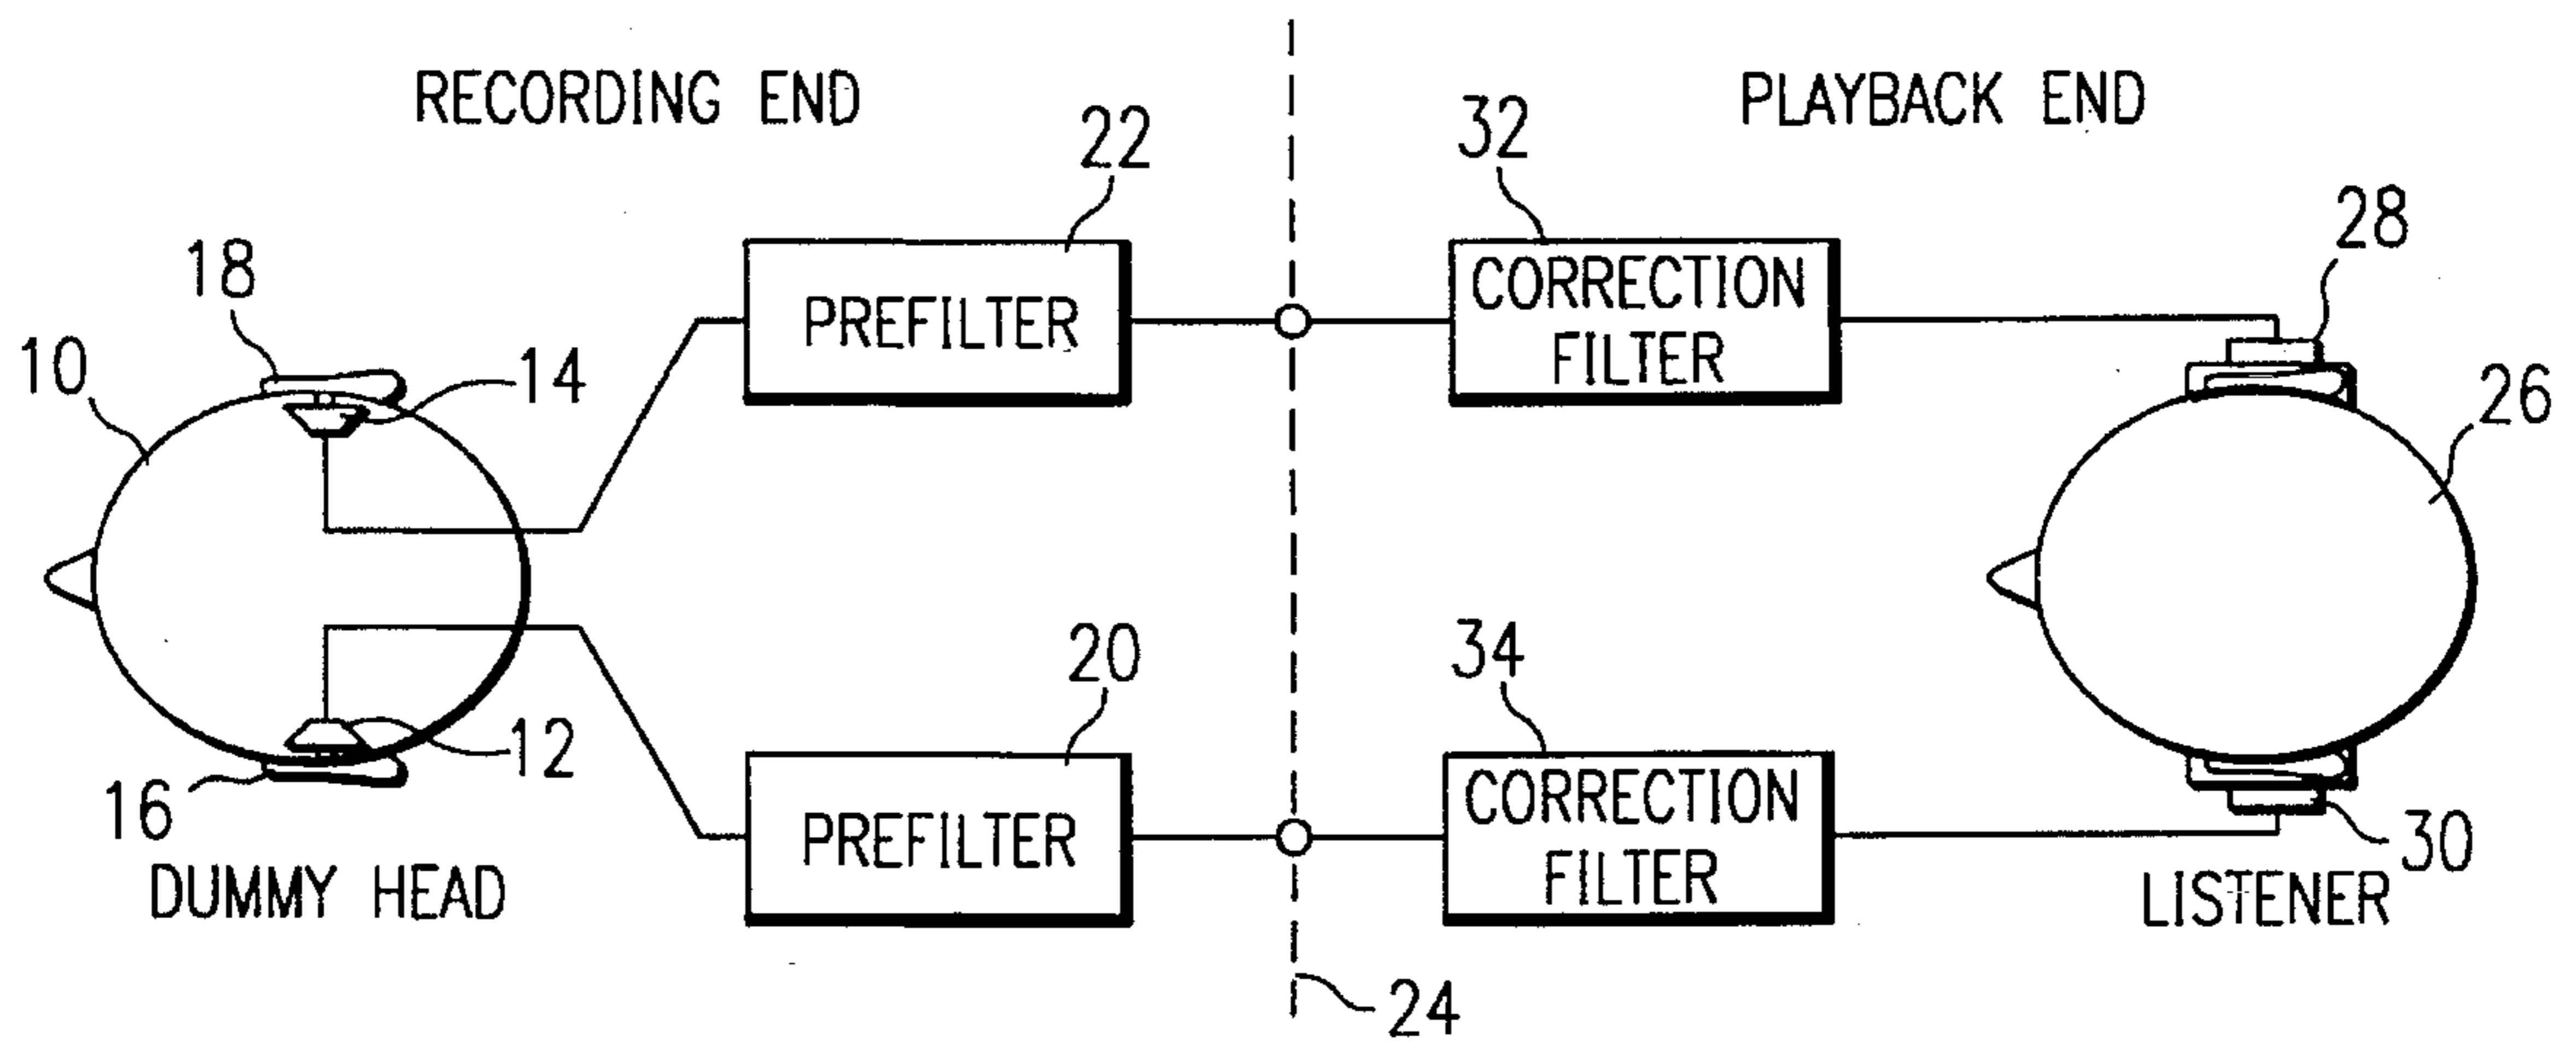 RECORDING END
PLAYBACK END
22
32
28
18
10
14
PREFILTER
CORRECTION
FILTER
26
20
34
12
16
PREFILTER
CORRECTION
FILTER
30
DUMMY HEAD
LISTENER
24